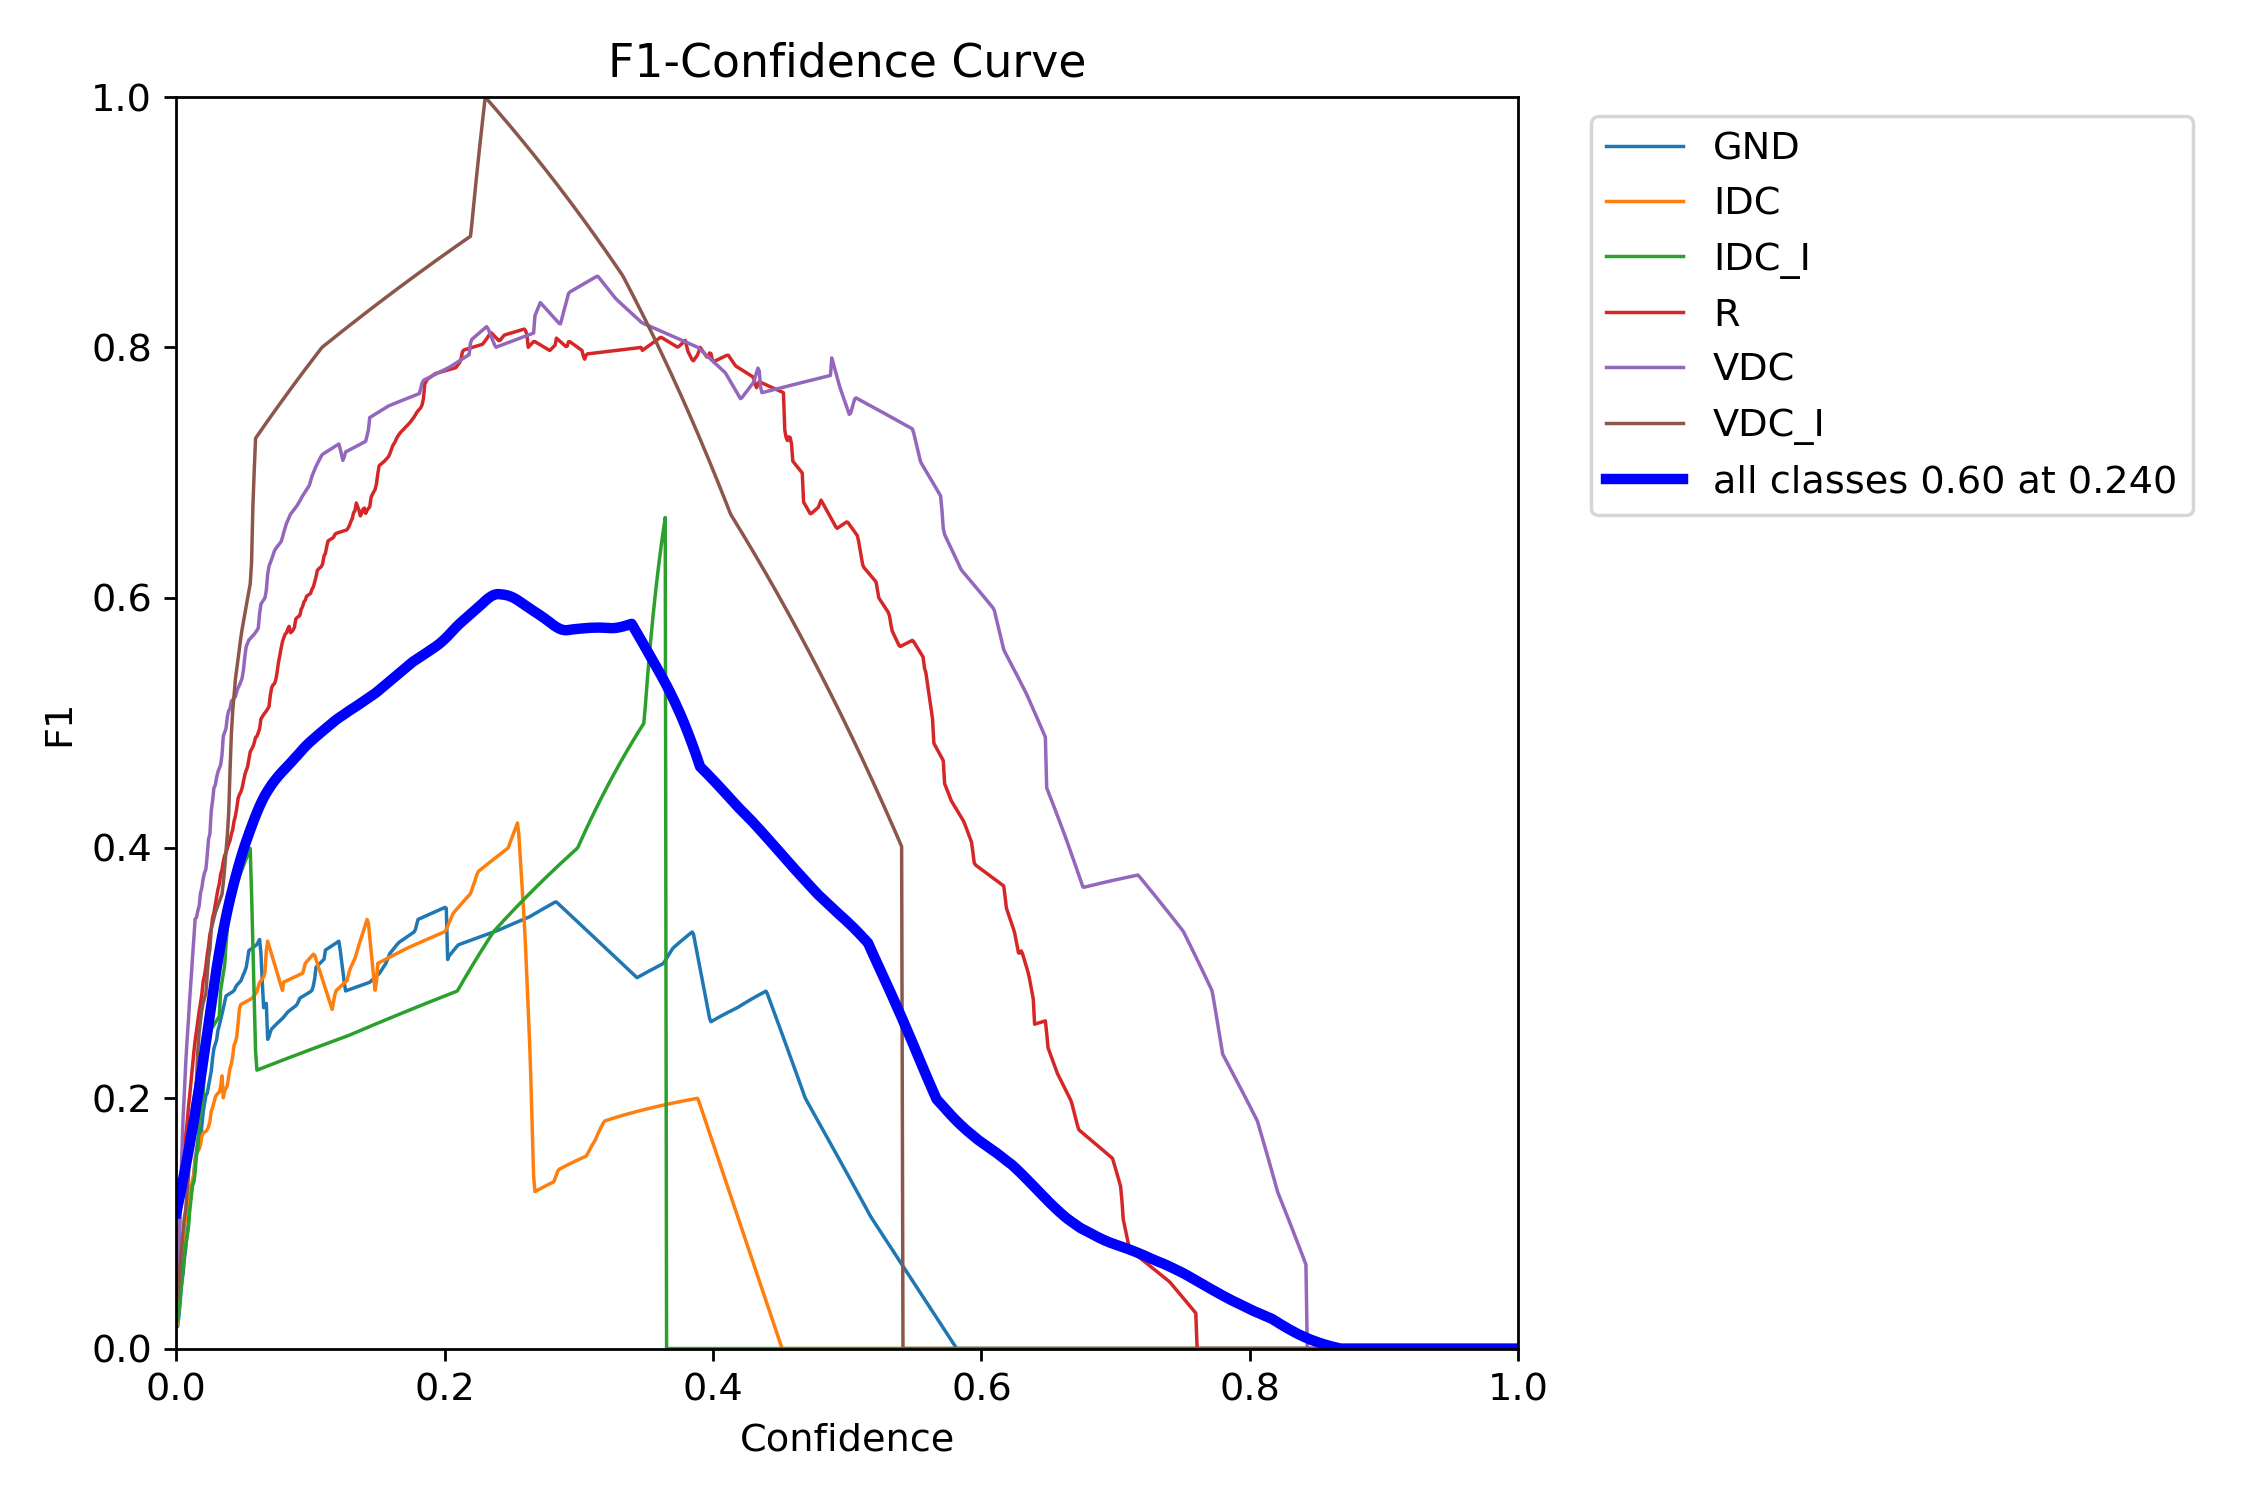 F1-Confidence Curve
1.0
0.8
0.6
0.4
0.2
0.0
F1
0.0 0.2 0.4 0.6 0.8 1.0
Confidence
GND
IDC
IDC_I
R
VDC
VDC_I
all classes 0.60 at 0.240